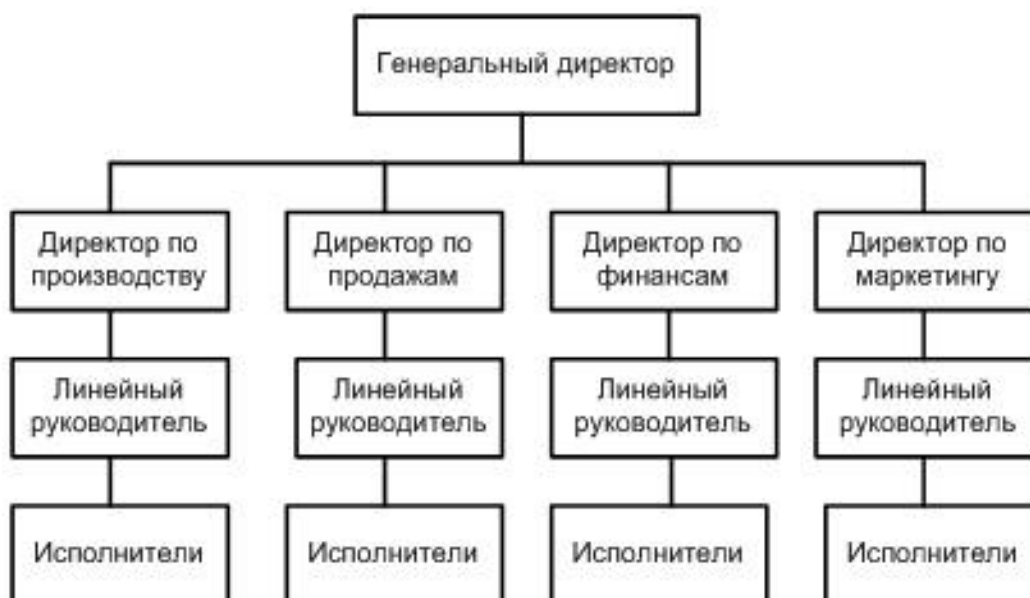 Генеральный директор
Директор по
производству
Директор по
продажам
Директор по
финансам
Директор по
маркетингу
Линейный
руководитель
Линейный
руководитель
Линейный
руководитель
Линейный
руководитель
Исполнители
Исполнители
Исполнители
Исполнители